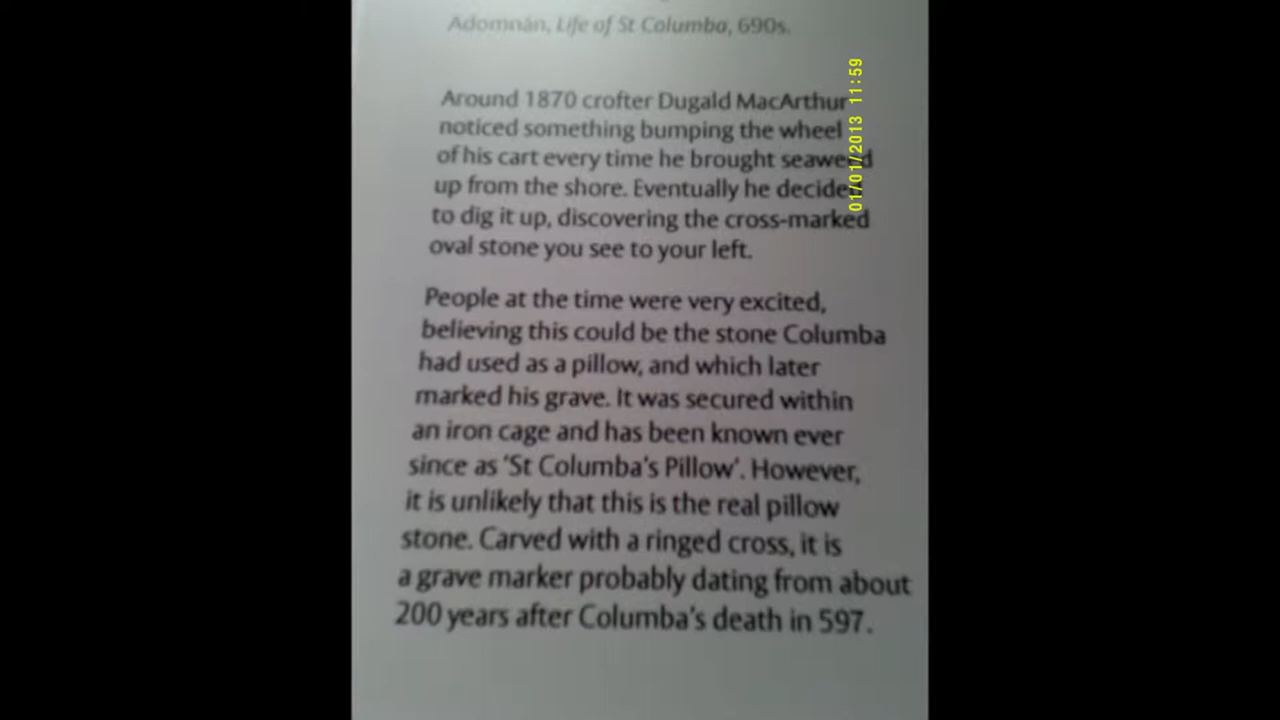 Adomnán, Life of St Columba, 690s.
Around 1870 crofter Dugald MacArthur
noticed something bumping the wheel
of his cart every time he brought seaweed
up from the shore. Eventually he decided
to dig it up, discovering the cross-marked
oval stone you see to your left.
People at the time were very excited,
believing this could be the stone Columba
had used as a pillow, and which later
marked his grave. It was secured within
an iron cage and has been known ever
since as 'St Columba's Pillow'. However,
it is unlikely that this is the real pillow
stone. Carved with a ringed cross, it is
a grave marker probably dating from about
200 years after Columba's death in 597.
01/01/2013 11:59